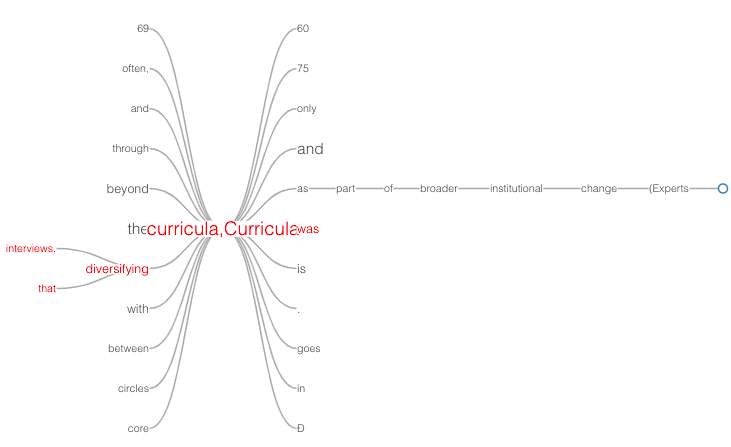 69 60
often, 75
and only
through and
beyond as part of broader institutional change (Experts
the curricula,Curricula was
interviews,
diversifying is
that
with .
between goes
circles in
core D